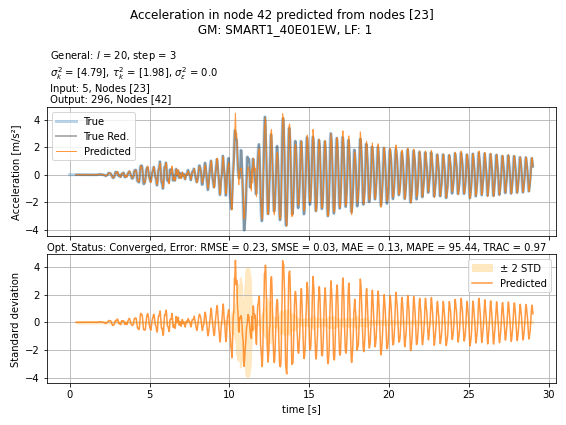 Acceleration in node 42 predicted from nodes [23]
GM: SMART1_40E01EW, LF: 1
General: l = 20, step = 3
σ²ₖ = [4.79], τ²ₖ = [1.98], σ²ε = 0.0
Input: 5, Nodes [23]
Output: 296, Nodes [42]
Acceleration [m/s²]
4
2
0
−2
−4
True
True Red.
Predicted
Opt. Status: Converged, Error: RMSE = 0.23, SMSE = 0.03, MAE = 0.13, MAPE = 95.44, TRAC = 0.97
Standard deviation
4
2
0
−2
−4
± 2 STD
Predicted
0 5 10 15 20 25 30
time [s]